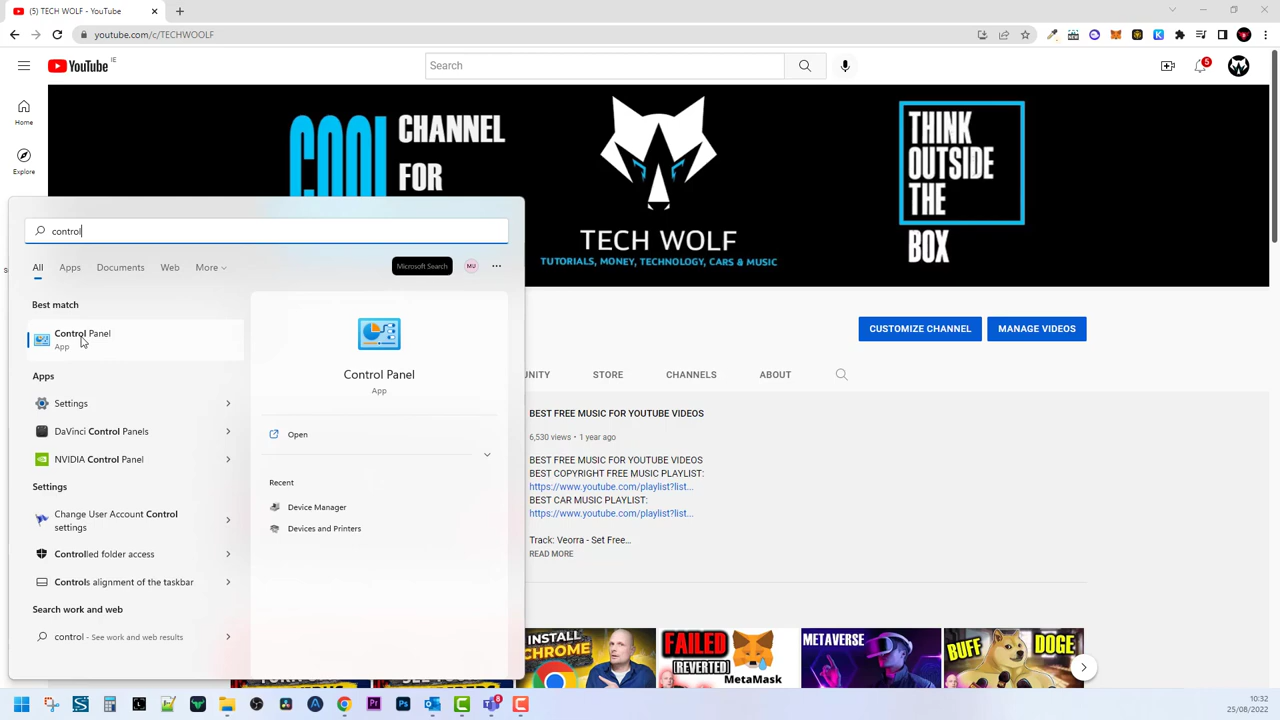 (5) TECH WOLF - YouTube
youtube.com/c/TECHWOOLF
YouTube IE
Search
5
Home
Explore
COOL CHANNEL
FOR
TECH WOLF
TUTORIALS, MONEY, TECHNOLOGY, CARS & MUSIC
THINK
OUTSIDE
THE
BOX
control
All
Apps
Documents
Web
More
Microsoft Search
MU
Best match
Control Panel
App
Apps
Settings
DaVinci Control Panels
NVIDIA Control Panel
Settings
Change User Account Control
settings
Controlled folder access
Controls alignment of the taskbar
Search work and web
control - See work and web results
Control Panel
App
Open
Recent
Device Manager
Devices and Printers
CUSTOMIZE CHANNEL
MANAGE VIDEOS
UNITY
STORE
CHANNELS
ABOUT
BEST FREE MUSIC FOR YOUTUBE VIDEOS
6,530 views • 1 year ago
BEST FREE MUSIC FOR YOUTUBE VIDEOS
BEST COPYRIGHT FREE MUSIC PLAYLIST:
https://www.youtube.com/playlist?list...
BEST CAR MUSIC PLAYLIST:
https://www.youtube.com/playlist?list...
Track: Veorra - Set Free...
READ MORE
INSTALL
CHROME
FAILED
(REVERTED)
MetaMask
METAVERSE
BUFF DOGE
10:32
25/08/2022